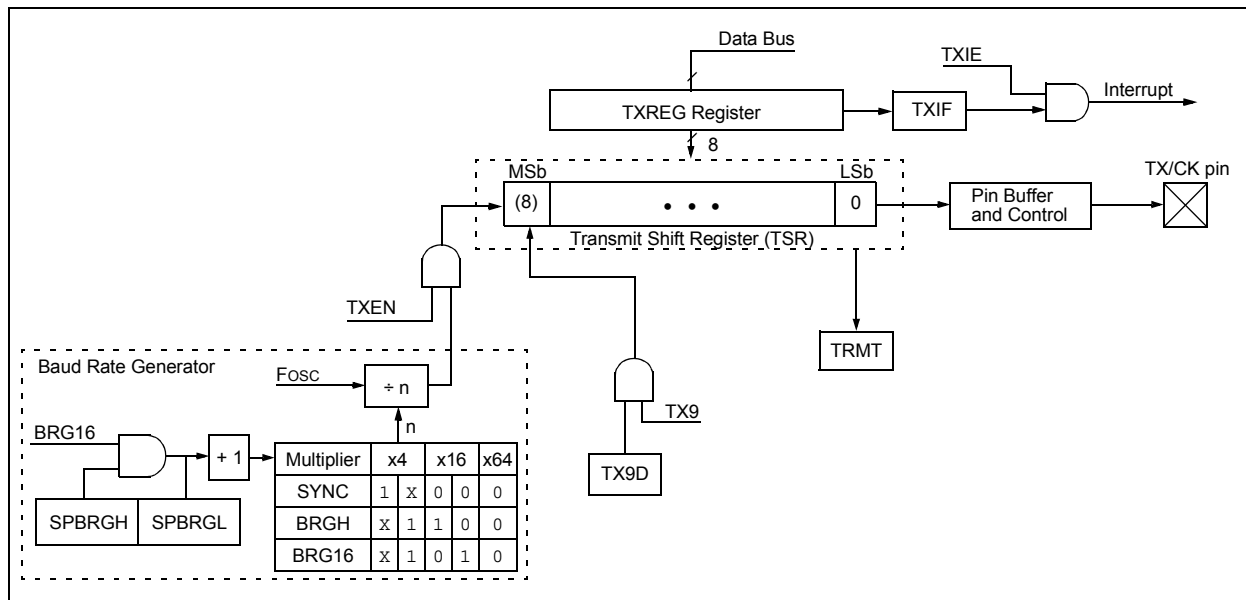 Data Bus
TXIE
Interrupt
TXREG Register
TXIF
8
MSb
LSb
TX/CK pin
(8)
• • •
0
Pin Buffer
and Control
Transmit Shift Register (TSR)
TXEN
TRMT
Baud Rate Generator
FOSC
÷ n
TX9
n
BRG16
+ 1
TX9D
Multiplier x4 x16 x64
SYNC 1 X 0 0 0
BRGH X 1 1 0 0
BRG16 X 1 0 1 0
SPBRGH SPBRGL